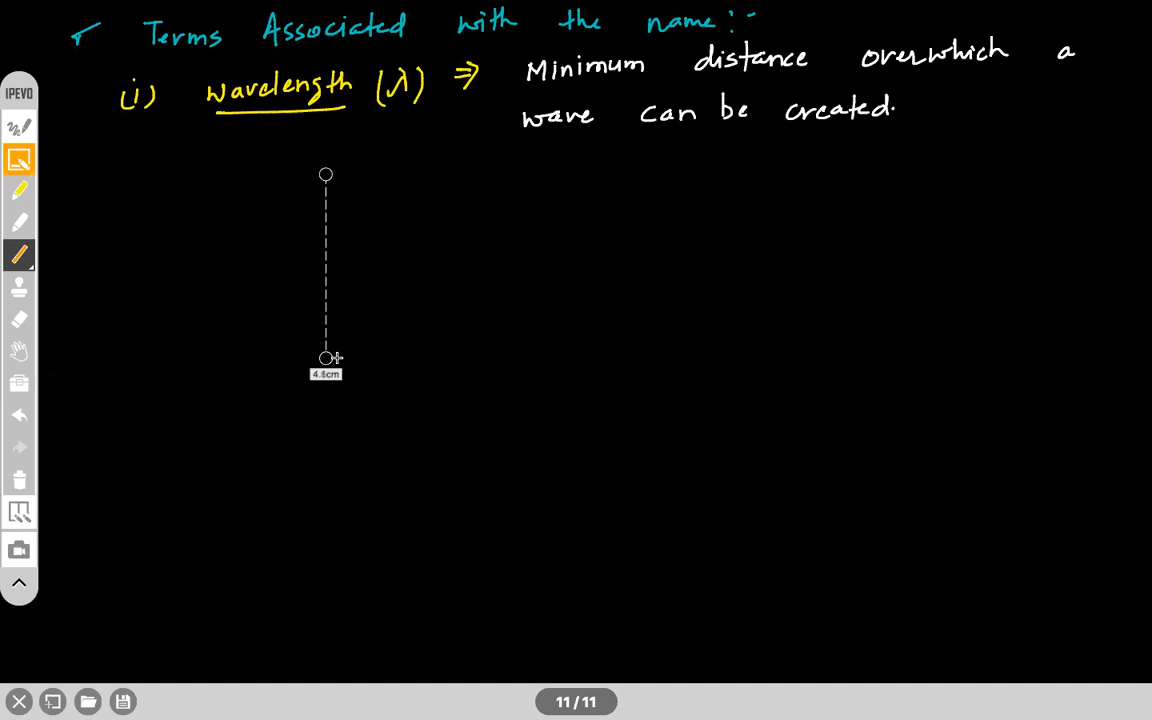 Terms Associated with the name:-
(i) Wavelength (λ) ⇒ Minimum distance overwhich a
wave can be created.
IPEVO
4.6cm
11/11